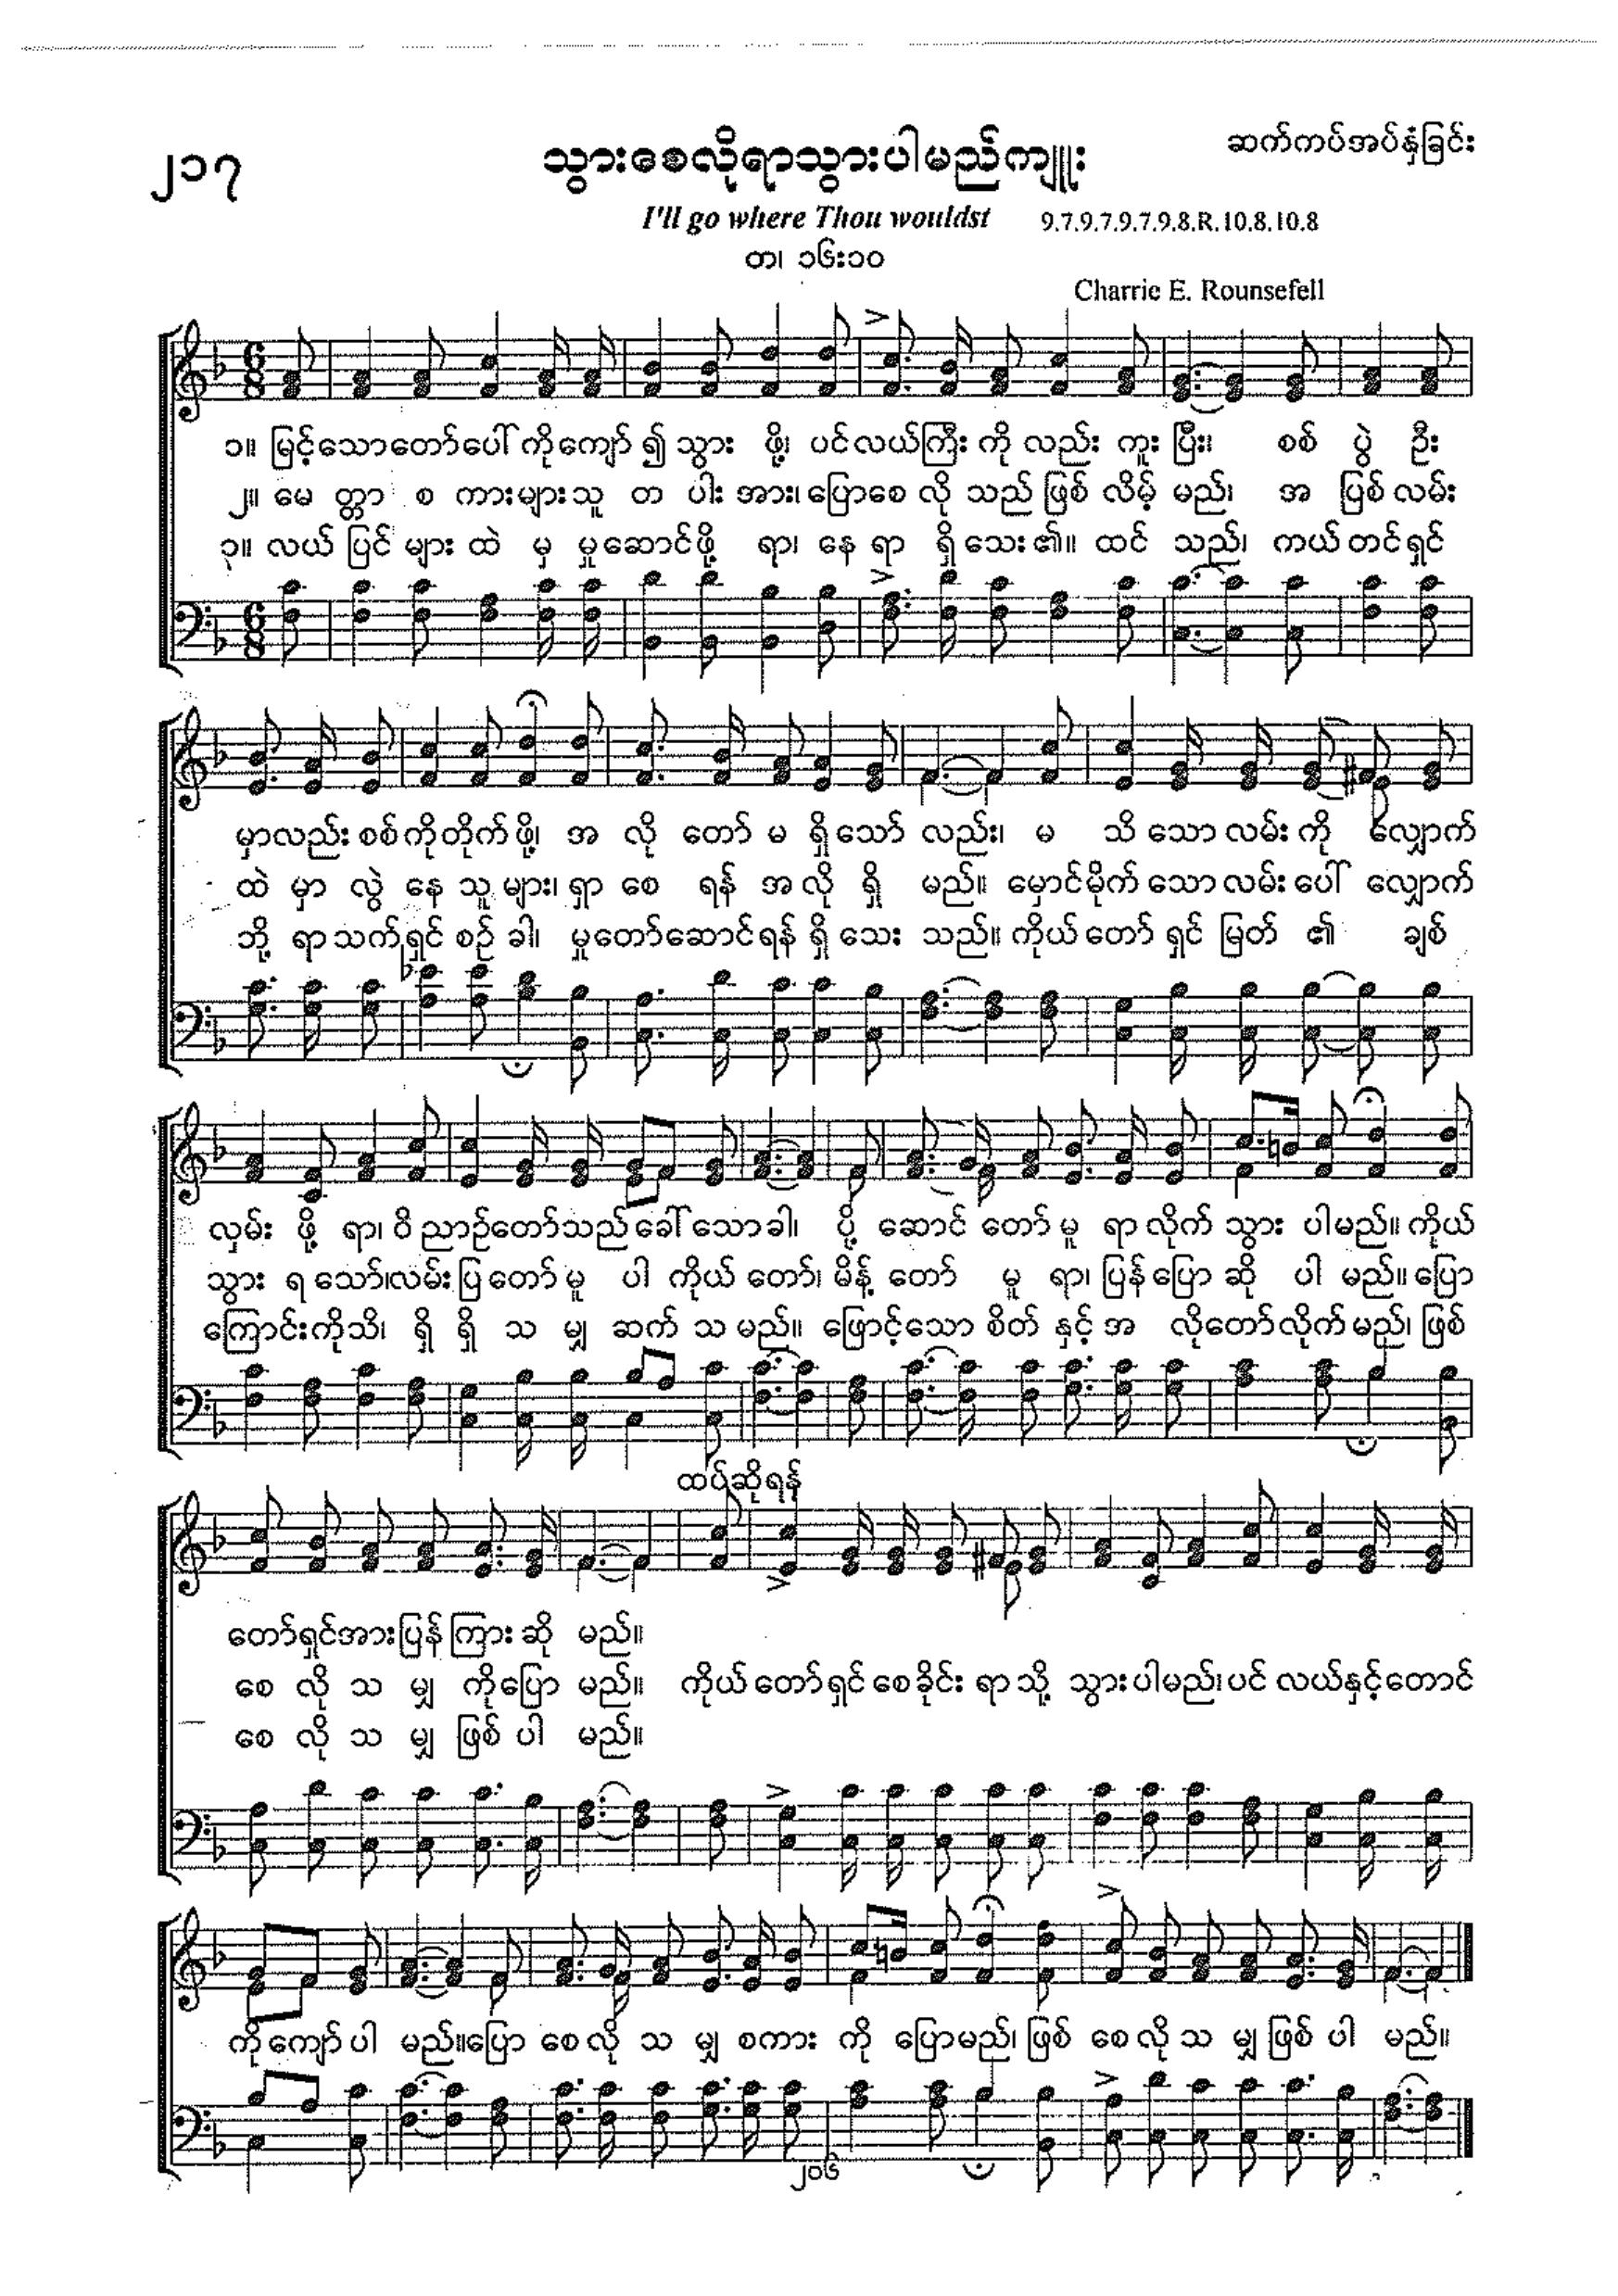 ၂၁၇
သွားစေလိုရာသွားပါမည်ကျူး
ဆက်ကပ်အပ်နှံခြင်း
I'll go where Thou wouldst 9.7.9.7.9.7.9.8.R.10.8.10.8
တ၊ ၁၆း၁၀
Charrie E. Rounsefell
၁။ မြင့်သောတော်ပေါ်ကိုကျော် ၍ သွား ဖို့၊ ပင်လယ်ကြီး ကို လည်း ကူး ပြီး၊ စစ် ပွဲ ဦး
၂။ မေ တ္တာ စ ကားများသူ တ ပါး အား၊ ပြောစေ လို သည် ဖြစ် လိမ့် မည်၊ အ ပြစ် လမ်း
၃။ လယ် ပြင် များ ထဲ မှ မှုဆောင်ဖို့ ရာ၊ နေ ရာ ရှိ သေး ၏။ ထင် သည်၊ ကယ်တင်ရှင်
မှာလည်း စစ်ကိုတိုက်ဖို့၊ အ လို တော် မ ရှိသော် လည်း၊ မ သိ သော လမ်း ကို လျှောက်
ထဲ မှာ လွဲ နေ သူ များ၊ ရှာ စေ ရန် အ လို ရှိ မည်။ မှောင်မိုက် သော လမ်း ပေါ် လျှောက်
ဘို့ ရာ သက်ရှင် စဉ် ခါ၊ မှုတော်ဆောင်ရန် ရှိ သေး သည်။ ကိုယ် တော် ရှင် မြတ် ၏ ချစ်
လှမ်း ဖို့ ရာ၊ ဝိ ညာဉ်တော်သည် ခေါ် သော ခါ၊ ပို့ ဆောင် တော် မူ ရာ လိုက် သွား ပါမည်။ ကိုယ်
သွား ရ သော်၊လမ်း ပြ တော် မူ ပါ ကိုယ် တော်၊ မိန့် တော် မူ ရာ၊ ပြန် ပြော ဆို ပါ မည်။ ပြော
ကြောင်းကိုသိ၊ ရှိ ရှိ သ မျှ ဆက် သ မည်။ ဖြောင့်သော စိတ် နှင့် အ လိုတော်လိုက်မည်၊ ဖြစ်
ထပ်ဆိုရန်
တော်ရှင်အားပြန်ကြား ဆို မည်။
စေ လို သ မျှ ကိုပြော မည်။ ကိုယ် တော်ရှင် စေခိုင်း ရာ သို့ သွား ပါမည်၊ ပင် လယ်နှင့်တောင်
စေ လို သ မျှ ဖြစ် ပါ မည်။
ကို ကျော် ပါ မည်။ပြော စေ လို သ မျှ စကား ကို ပြောမည်၊ ဖြစ် စေ လို သ မျှ ဖြစ် ပါ မည်။
၂၀၆